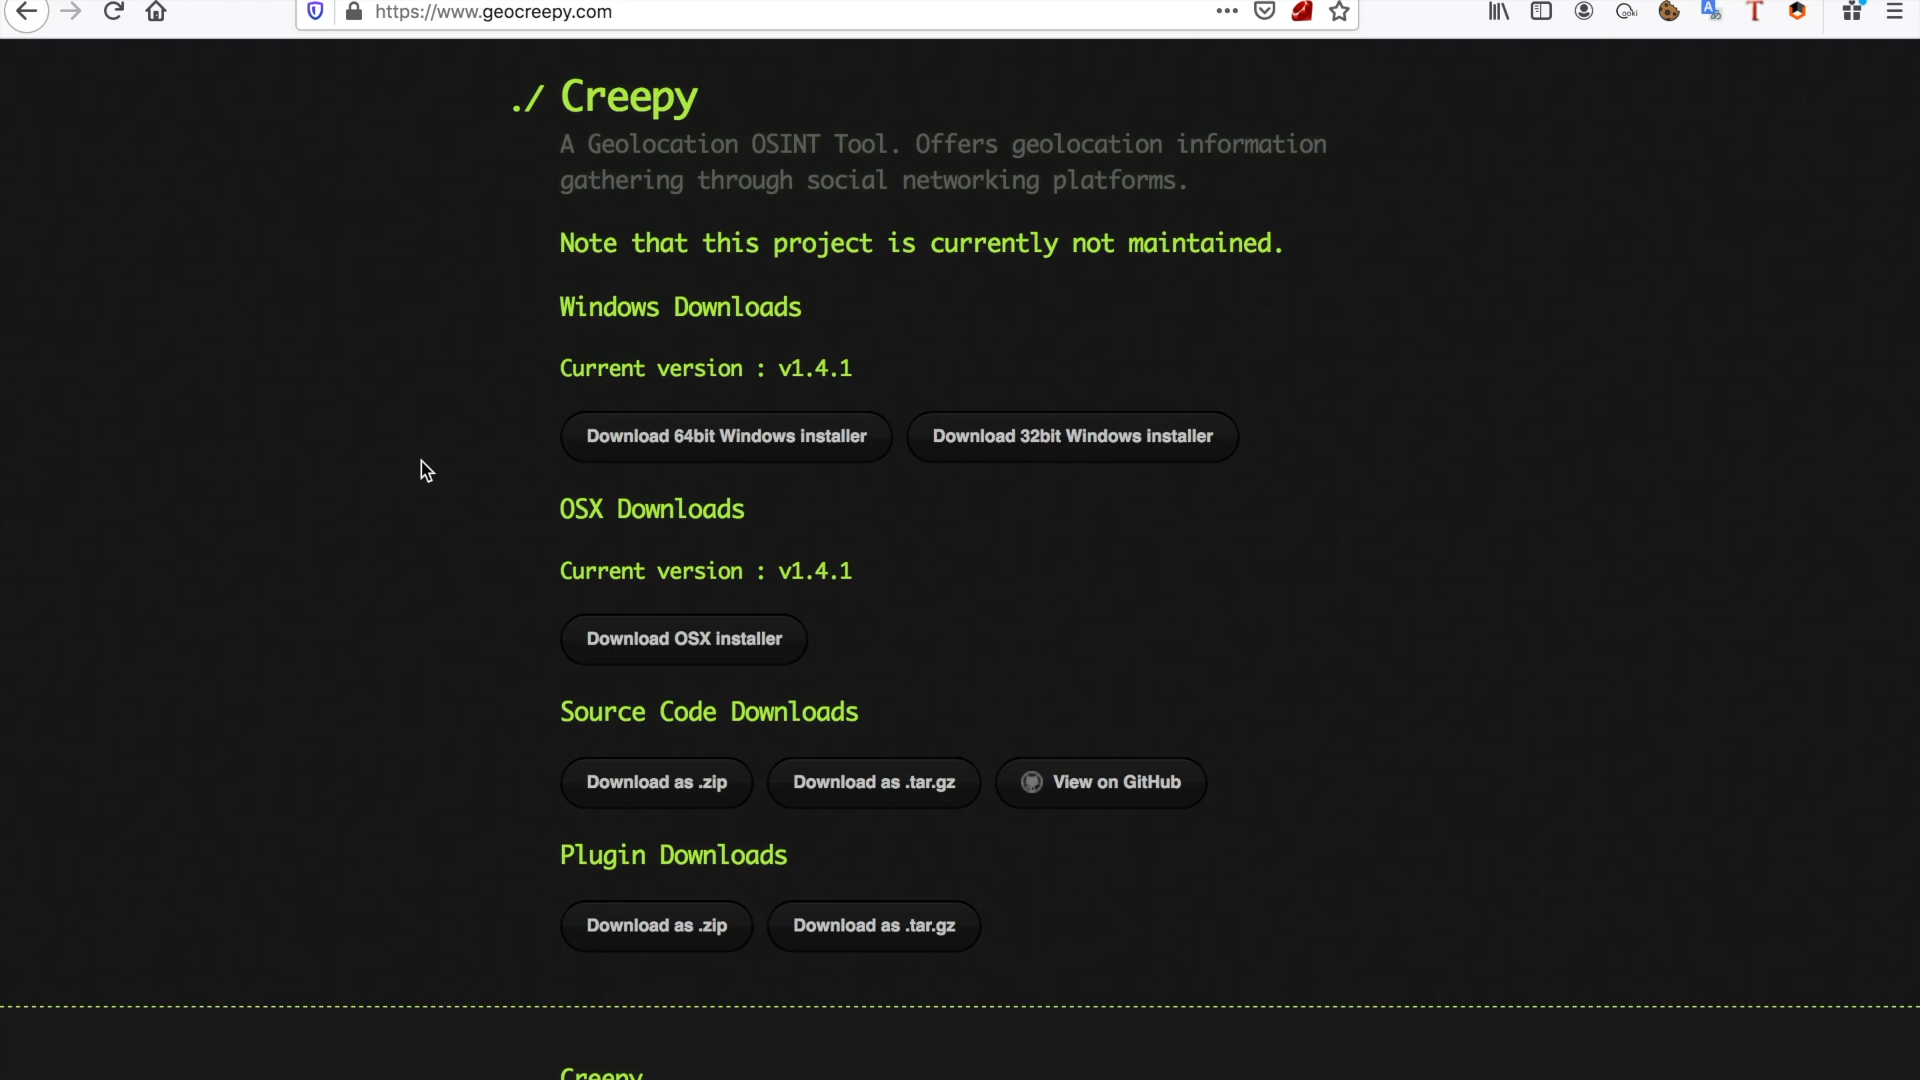 https://www.geocreepy.com
./ Creepy
A Geolocation OSINT Tool. Offers geolocation information
gathering through social networking platforms.
Note that this project is currently not maintained.
Windows Downloads
Current version : v1.4.1
Download 64bit Windows installer Download 32bit Windows installer
OSX Downloads
Current version : v1.4.1
Download OSX installer
Source Code Downloads
Download as .zip Download as .tar.gz View on GitHub
Plugin Downloads
Download as .zip Download as .tar.gz
Creepy